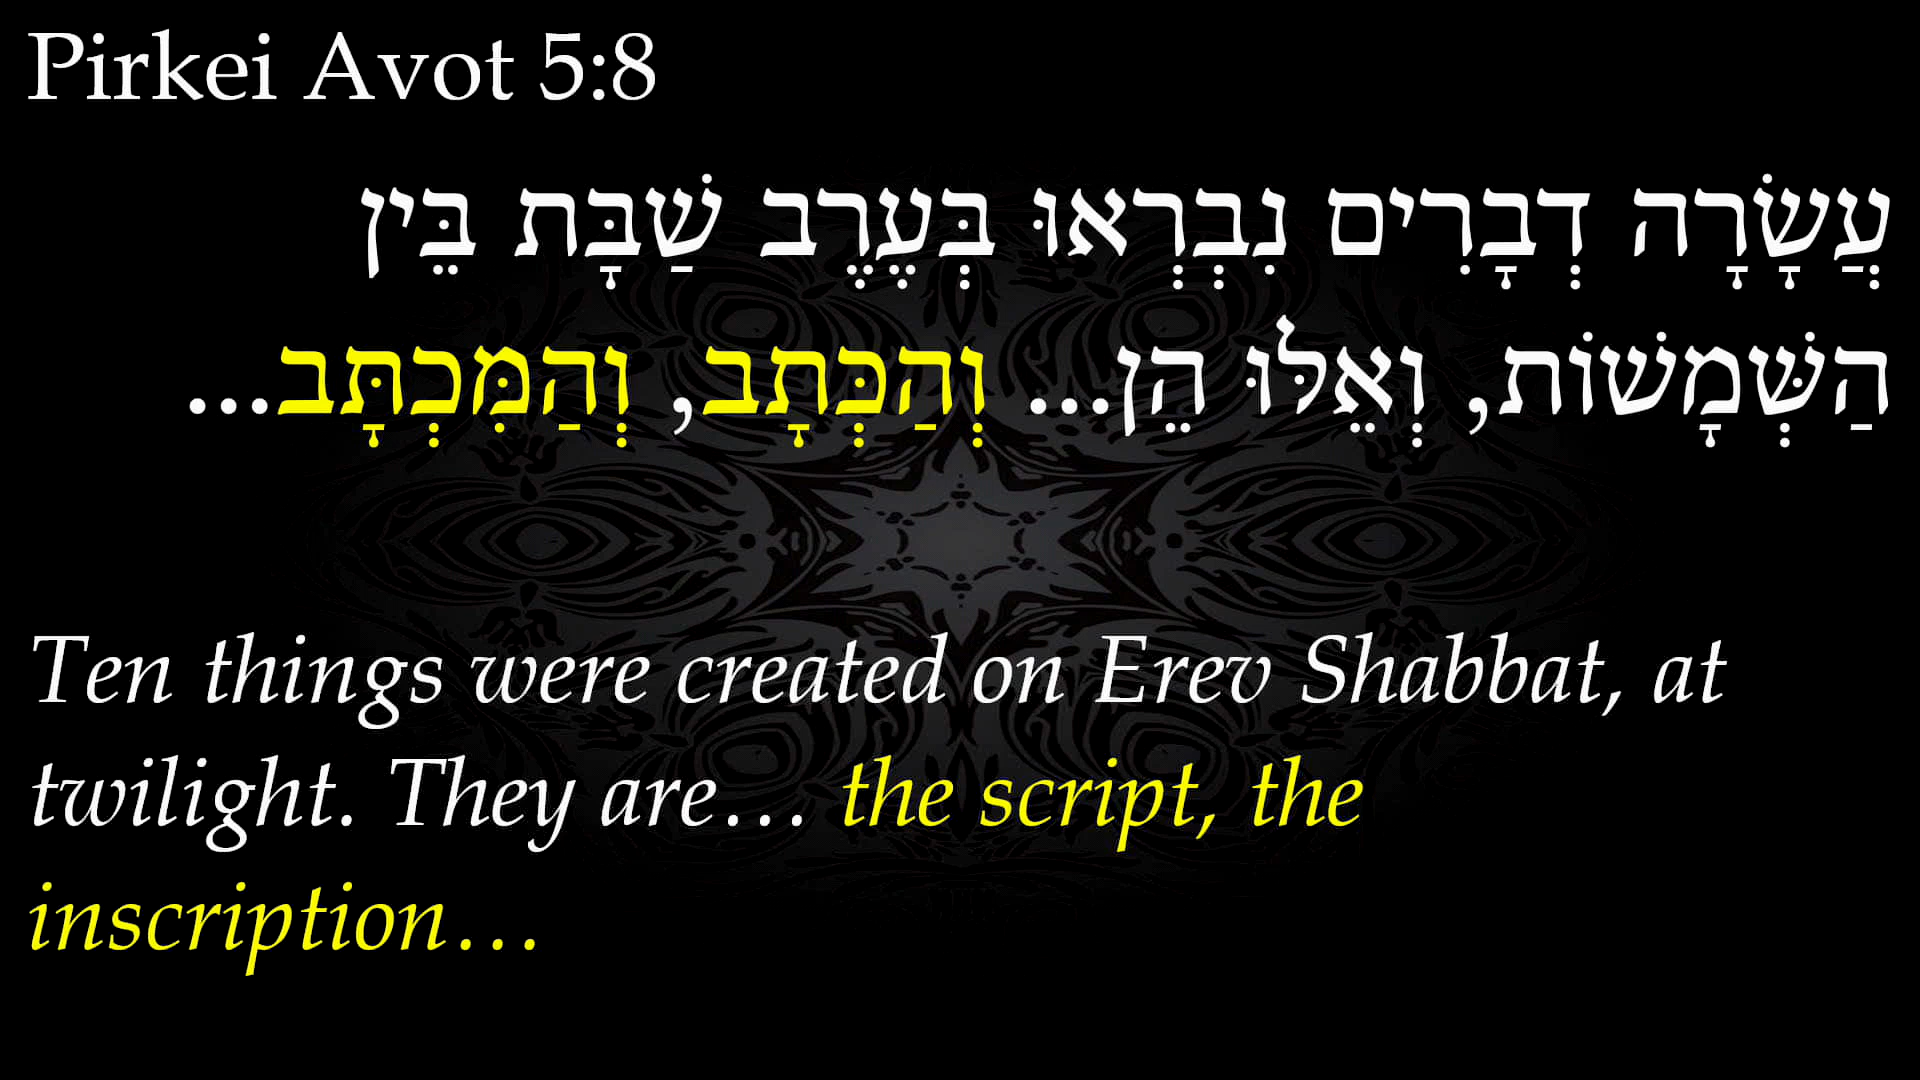 Pirkei Avot 5:8
עֲשָׂרָה דְבָרִים נִבְרְאוּ בְּעֶרֶב שַׁבָּת בֵּין
הַשְּׁמָשׁוֹת, וְאֵלּוּ הֵן… וְהַכְּתָב, וְהַמִּכְתָּב…
Ten things were created on Erev Shabbat, at
twilight. They are… the script, the
inscription…